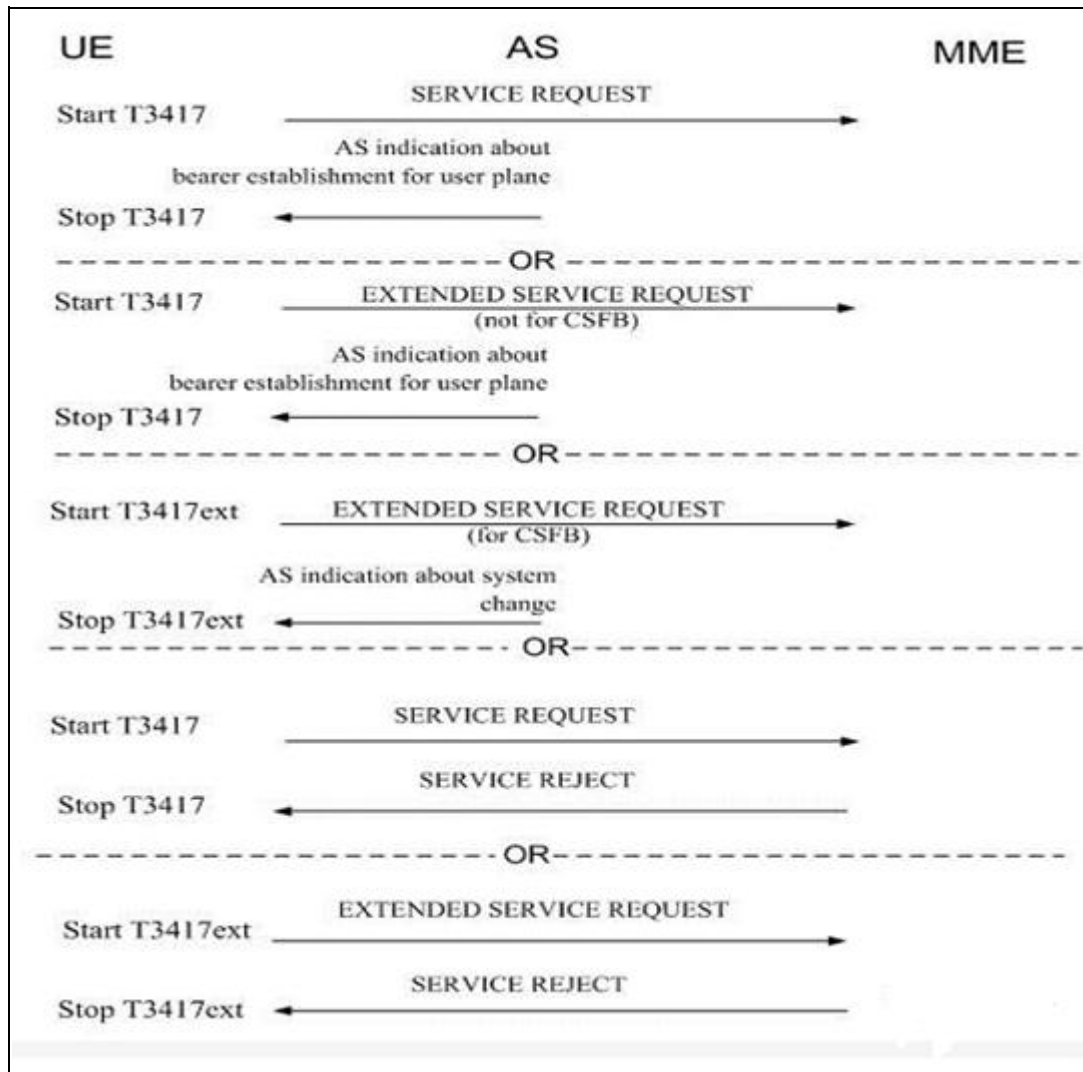 UE AS MME
SERVICE REQUEST
Start T3417
AS indication about
bearer establishment for user plane
Stop T3417
OR
Start T3417 EXTENDED SERVICE REQUEST
(not for CSFB)
AS indication about
bearer establishment for user plane
Stop T3417
OR
Start T3417ext EXTENDED SERVICE REQUEST
(for CSFB)
AS indication about system
change
Stop T3417ext
OR
Start T3417 SERVICE REQUEST
SERVICE REJECT
Stop T3417
OR
EXTENDED SERVICE REQUEST
Start T3417ext
SERVICE REJECT
Stop T3417ext